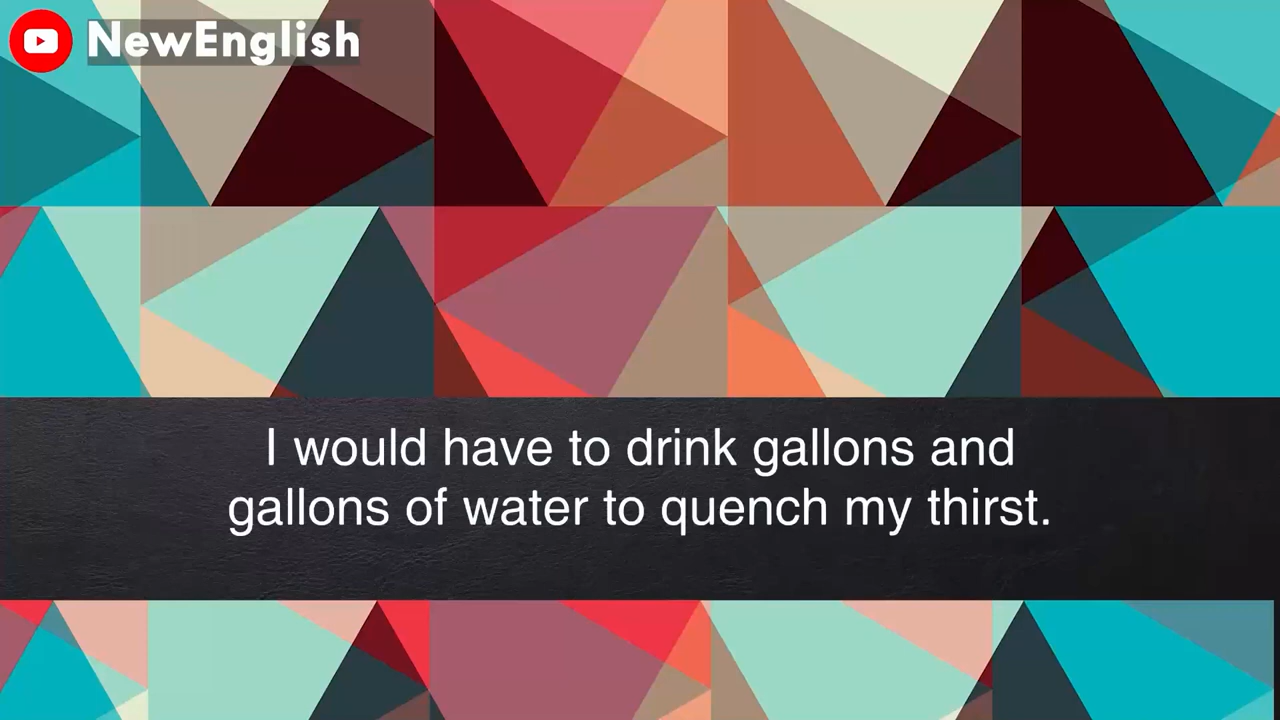 NewEnglish
I would have to drink gallons and
gallons of water to quench my thirst.